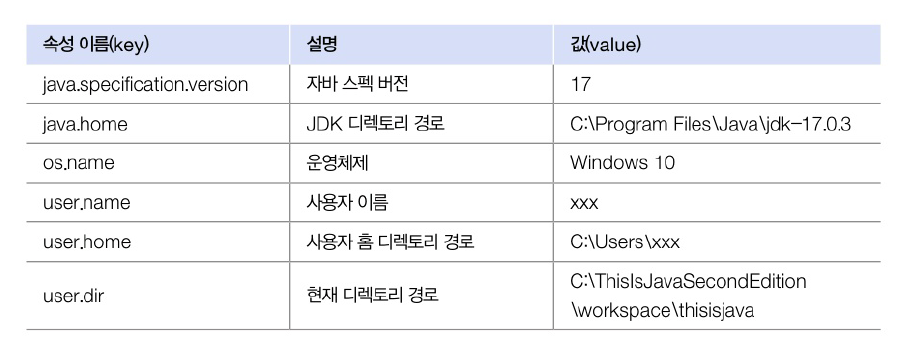 속성 이름(key) 설명 값(value)
java.specification.version 자바 스펙 버전 17
java.home JDK 디렉토리 경로 C:\Program Files\Java\jdk-17.0.3
os.name 운영체제 Windows 10
user.name 사용자 이름 xxx
user.home 사용자 홈 디렉토리 경로 C:\Users\xxx
user.dir 현재 디렉토리 경로 C:\ThisIsJavaSecondEdition
\workspace\thisisjava